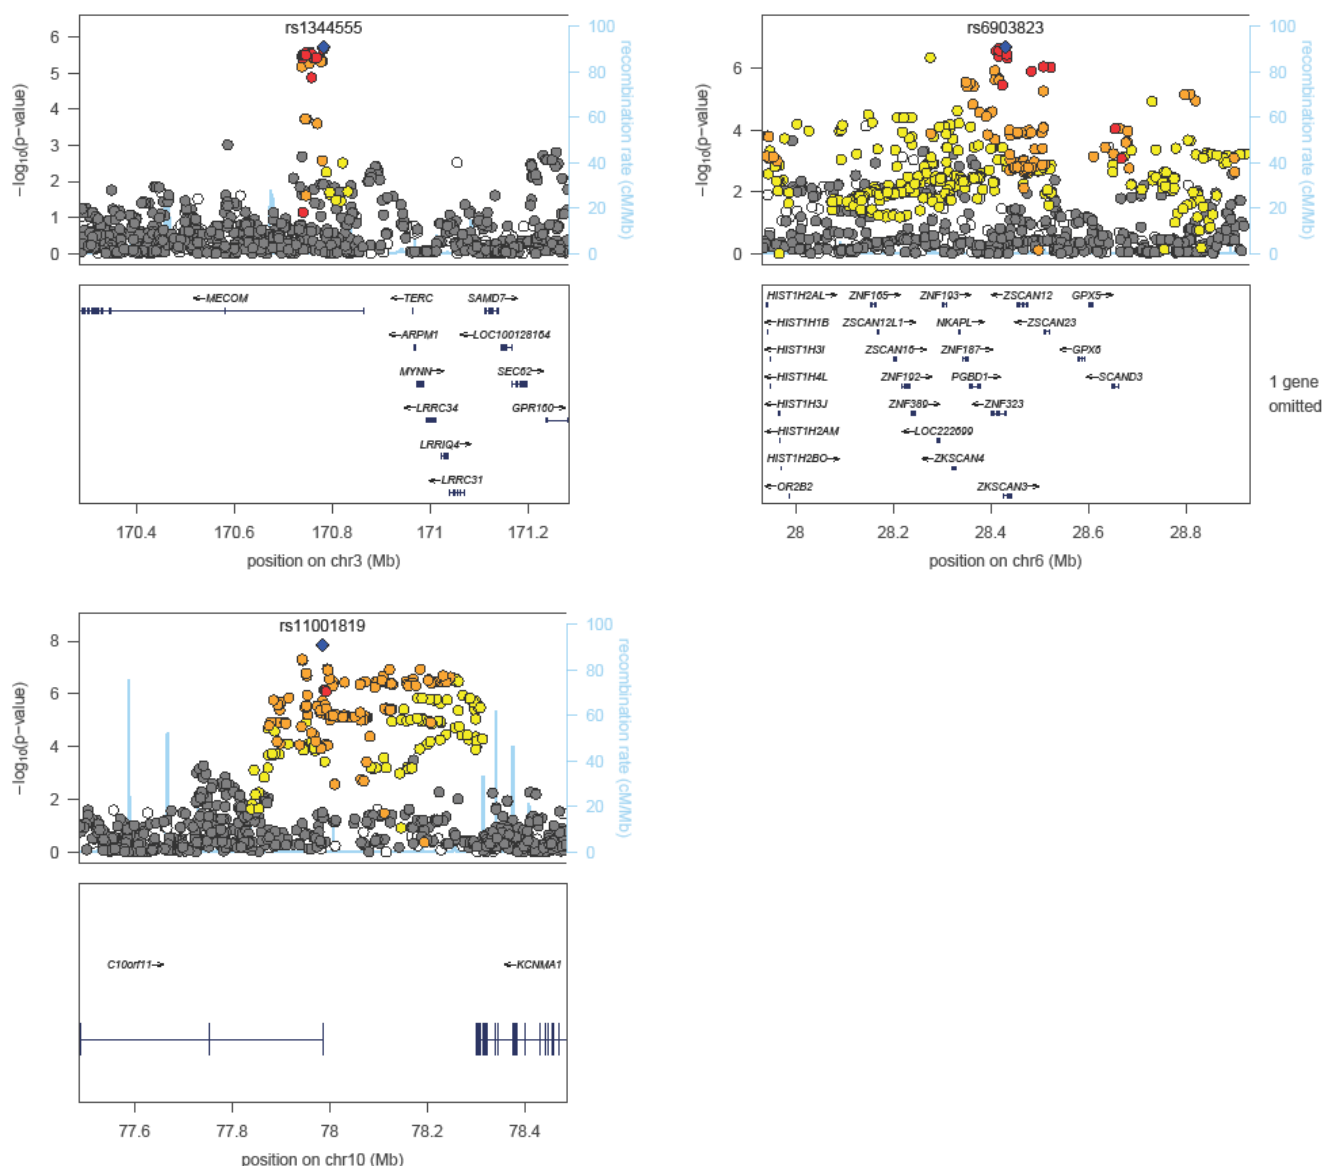 rs1344555
6
5
4
3
2
1
0
−log10(p−value)
100
80
60
40
20
0
recombination rate (cM/Mb)
MECOM
TERC
SAMD7
ARPM1
LOC100128164
MYNN
SEC62
LRRC34
GPR160
LRRIQ4
LRRC31
170.4 170.6 170.8 171 171.2
position on chr3 (Mb)
rs6903823
6
4
2
0
−log10(p−value)
100
80
60
40
20
0
recombination rate (cM/Mb)
HIST1H2AL ZNF165 ZNF193 ZSCAN12 GPX5
HIST1H1B ZSCAN12L1 NKAPL ZSCAN23
HIST1H3I ZSCAN16 ZNF187 GPX6
HIST1H4L ZNF192 PGBD1 SCAND3
HIST1H3J ZNF389 ZNF323
HIST1H2AM LOC222699
HIST1H2BO ZKSCAN4
OR2B2 ZKSCAN3
1 gene
omitted
28 28.2 28.4 28.6 28.8
position on chr6 (Mb)
rs11001819
8
6
4
2
0
−log10(p−value)
100
80
60
40
20
0
recombination rate (cM/Mb)
C10orf11 KCNMA1
77.6 77.8 78 78.2 78.4
position on chr10 (Mb)